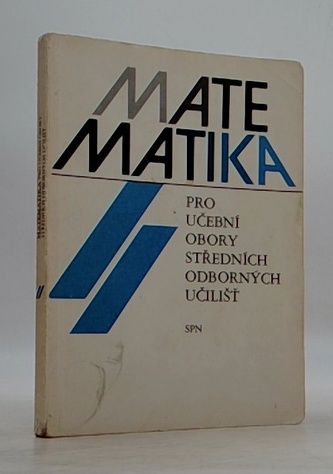 MATE
MATIKA
PRO
UČEBNÍ
OBORY
STŘEDNÍCH
ODBORNÝCH
UČILIŠŤ
SPN